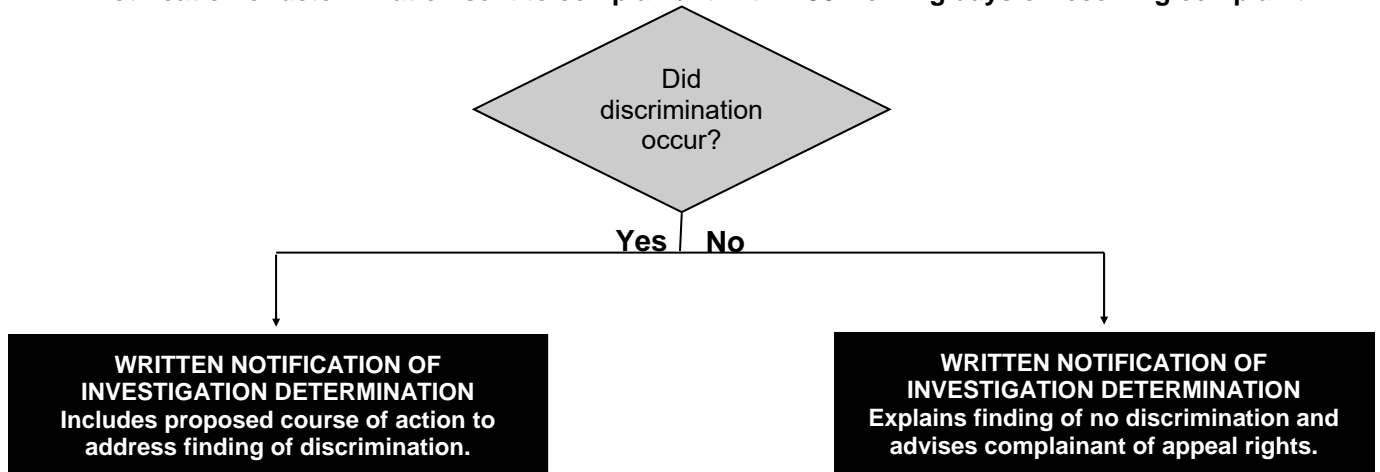 Did
discrimination
occur?
Yes No
WRITTEN NOTIFICATION OF
INVESTIGATION DETERMINATION
Includes proposed course of action to
address finding of discrimination.
WRITTEN NOTIFICATION OF
INVESTIGATION DETERMINATION
Explains finding of no discrimination and
advises complainant of appeal rights.